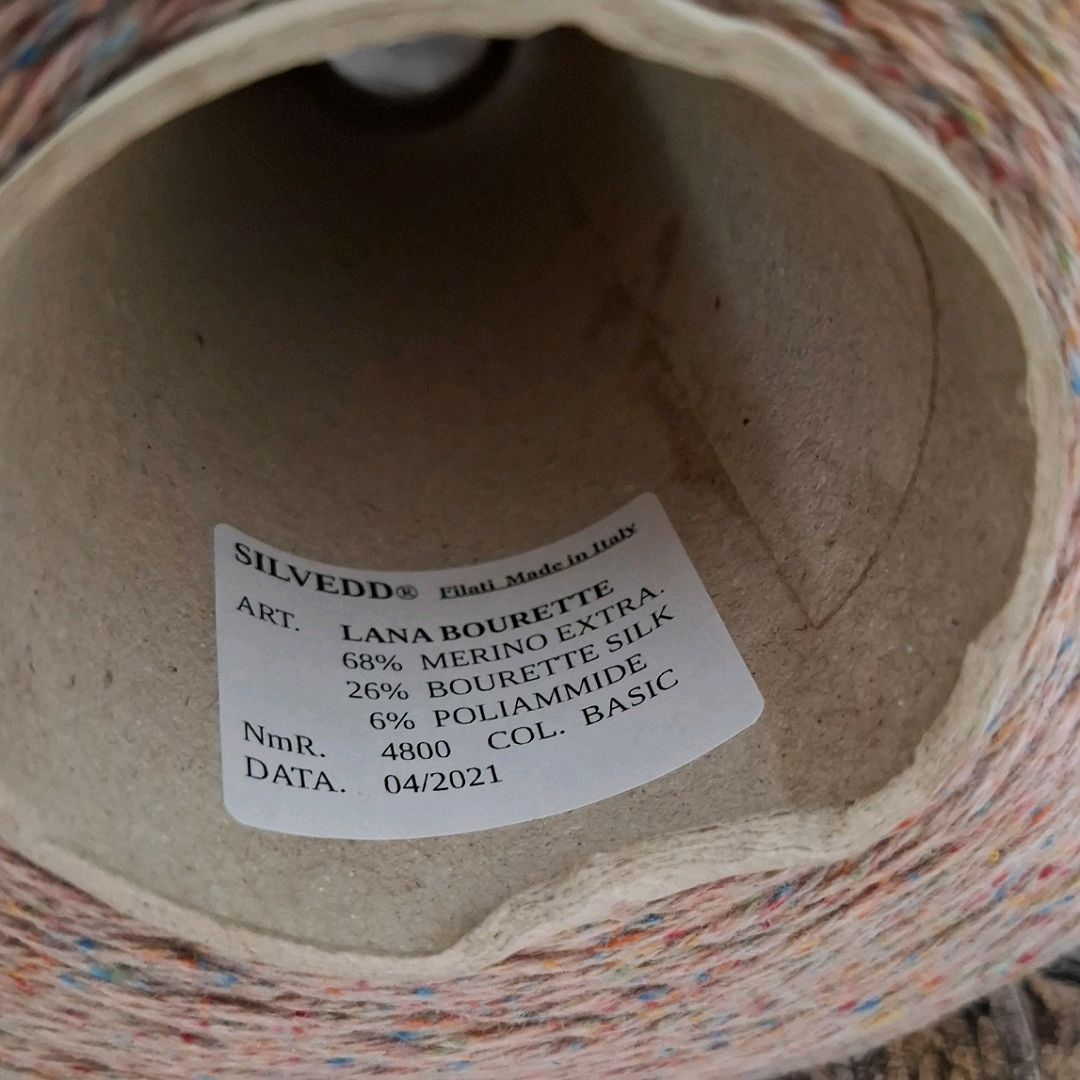 SILVEDD® Filati Made in Italy
ART. LANA BOURETTE
68% MERINO EXTRA.
26% BOURETTE SILK
6% POLIAMMIDE
NmR. 4800 COL. BASIC
DATA. 04/2021